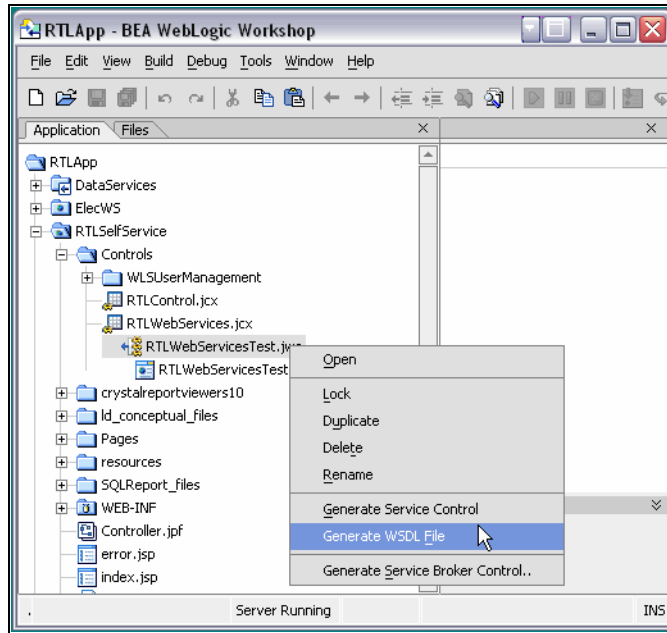 RTLApp - BEA WebLogic Workshop
File Edit View Build Debug Tools Window Help
Application Files
RTLApp
DataServices
ElecWS
RTLSelfService
Controls
WLSUserManagement
RTLControl.jcx
RTLWebServices.jcx
RTLWebServicesTest.jws
RTLWebServicesTest
crystalreportviewers10
ld_conceptual_files
Pages
resources
SQLReport_files
WEB-INF
Controller.jpf
error.jsp
index.jsp
Open
Lock
Duplicate
Delete
Rename
Generate Service Control
Generate WSDL File
Generate Service Broker Control..
. Server Running INS